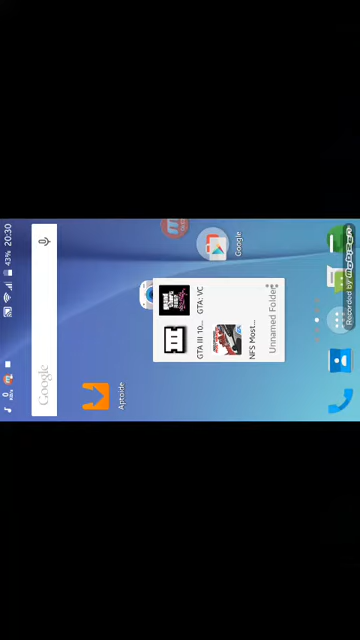 43% 20:30
Google
Google
Aptoide
GTA: VC
GTA III 10...
NFS Most...
Unnamed Folder
Recorded by